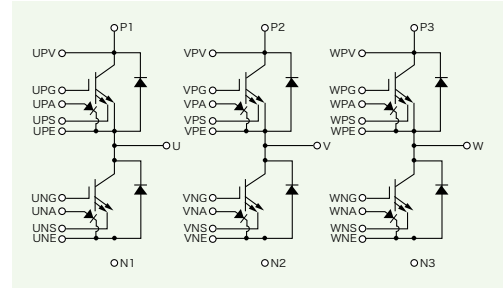 P1 P2 P3
UPV VPV WPV
UPG VPG WPG
UPA VPA WPA
UPS VPS WPS
UPE VPE WPE
U V W
UNG VNG WNG
UNA VNA WNA
UNS VNS WNS
UNE VNE WNE
N1 N2 N3